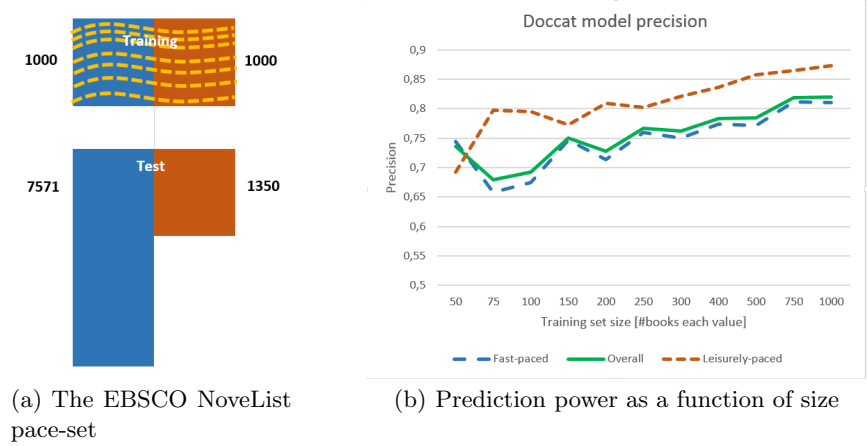 Training
1000
1000
Test
7571
1350
(a) The EBSCO NoveList
pace-set
Doccat model precision
0,9
0,85
0,8
0,75
0,7
0,65
0,6
0,55
0,5
Precision
50 75 100 150 200 250 300 400 500 750 1000
Training set size [#books each value]
Fast-paced Overall Leisurely-paced
(b) Prediction power as a function of size